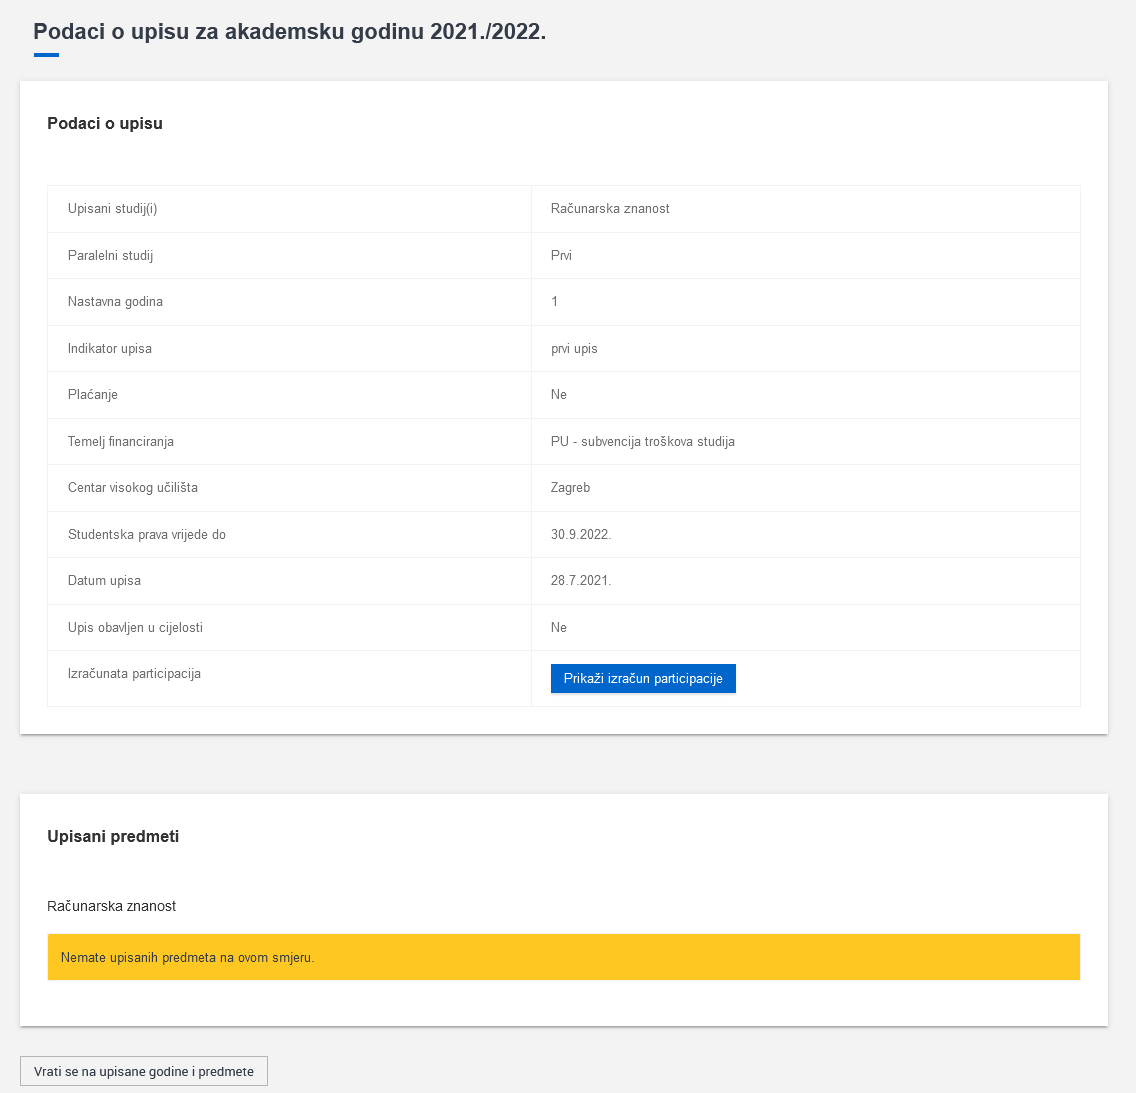 Podaci o upisu za akademsku godinu 2021./2022.
Podaci o upisu
Upisani studij(i) Računarska znanost
Paralelni studij Prvi
Nastavna godina 1
Indikator upisa prvi upis
Plaćanje Ne
Temelj financiranja PU - subvencija troškova studija
Centar visokog učilišta Zagreb
Studentska prava vrijede do 30.9.2022.
Datum upisa 28.7.2021.
Upis obavljen u cijelosti Ne
Izračunata participacija Prikaži izračun participacije
Upisani predmeti
Računarska znanost
Nemate upisanih predmeta na ovom smjeru.
Vrati se na upisane godine i predmete